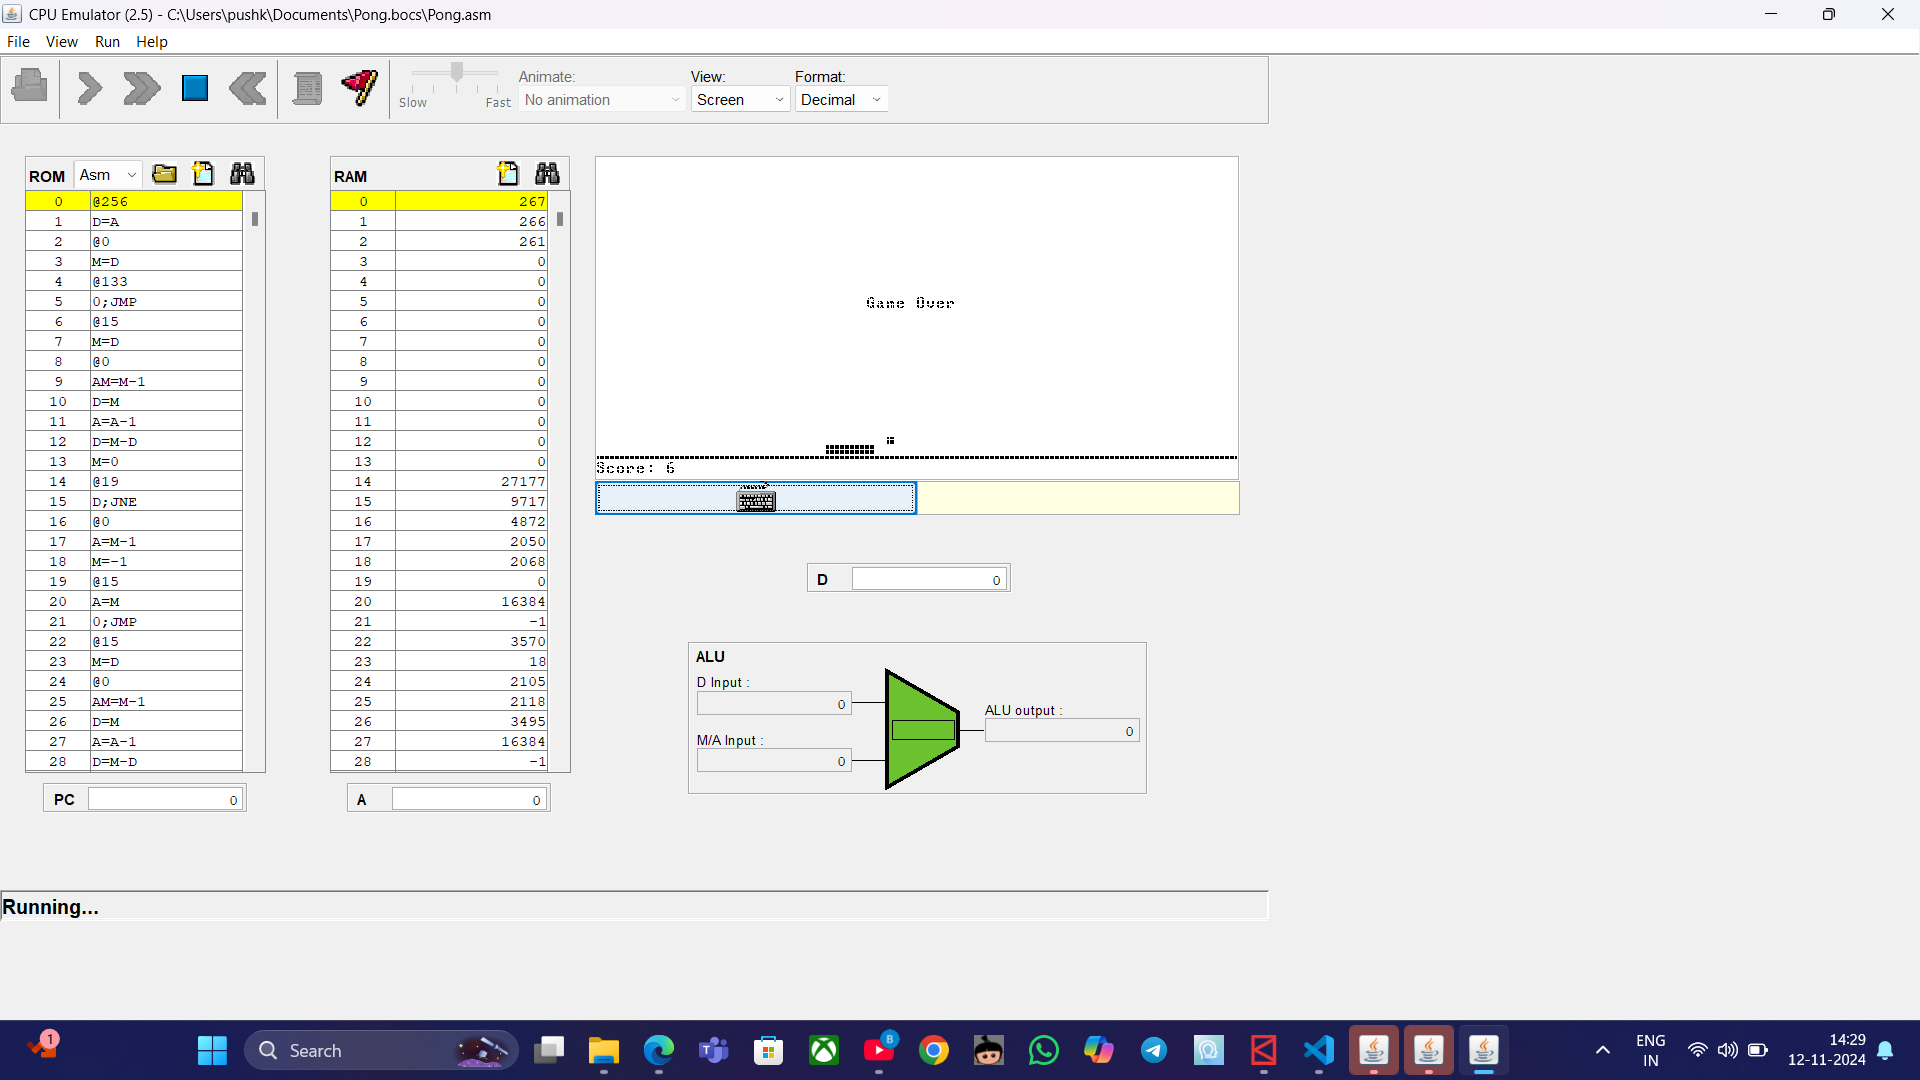 CPU Emulator (2.5) - C:\Users\pushk\Documents\Pong.bocs\Pong.asm
File View Run Help
Slow Fast
Animate:
No animation
View:
Screen
Format:
Decimal
ROM Asm
0 @256
1 D=A
2 @0
3 M=D
4 @133
5 0;JMP
6 @15
7 M=D
8 @0
9 AM=M-1
10 D=M
11 A=A-1
12 D=M-D
13 M=0
14 @19
15 D;JNE
16 @0
17 A=M-1
18 M=-1
19 @15
20 A=M
21 0;JMP
22 @15
23 M=D
24 @0
25 AM=M-1
26 D=M
27 A=A-1
28 D=M-D
PC 0
RAM
0 267
1 266
2 261
3 0
4 0
5 0
6 0
7 0
8 0
9 0
10 0
11 0
12 0
13 0
14 27177
15 9717
16 4872
17 2050
18 2068
19 0
20 16384
21 -1
22 3570
23 18
24 2105
25 2118
26 3495
27 16384
28 -1
A 0
Game Over
Score: 6
D 0
ALU
D Input :
0
M/A Input :
0
ALU output :
0
Running...
1
Search
B
ENG
IN
14:29
12-11-2024